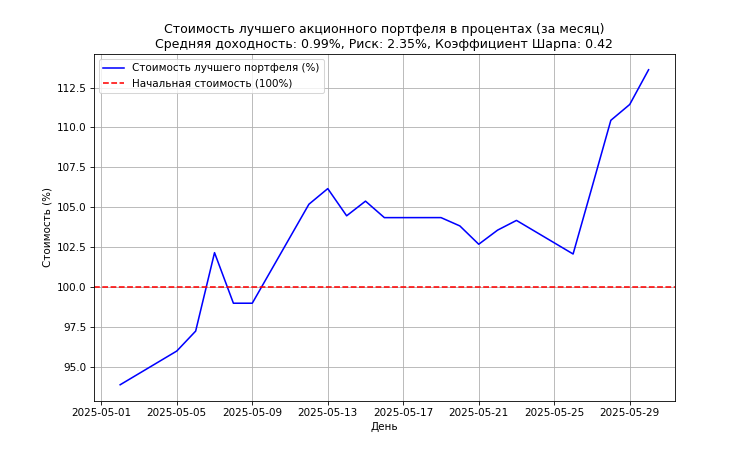 Стоимость лучшего акционного портфеля в процентах (за месяц)
Средняя доходность: 0.99%, Риск: 2.35%, Коэффициент Шарпа: 0.42
Стоимость лучшего портфеля (%)
Начальная стоимость (100%)
Стоимость (%)
112.5
110.0
107.5
105.0
102.5
100.0
97.5
95.0
2025-05-01 2025-05-05 2025-05-09 2025-05-13 2025-05-17 2025-05-21 2025-05-25 2025-05-29
День